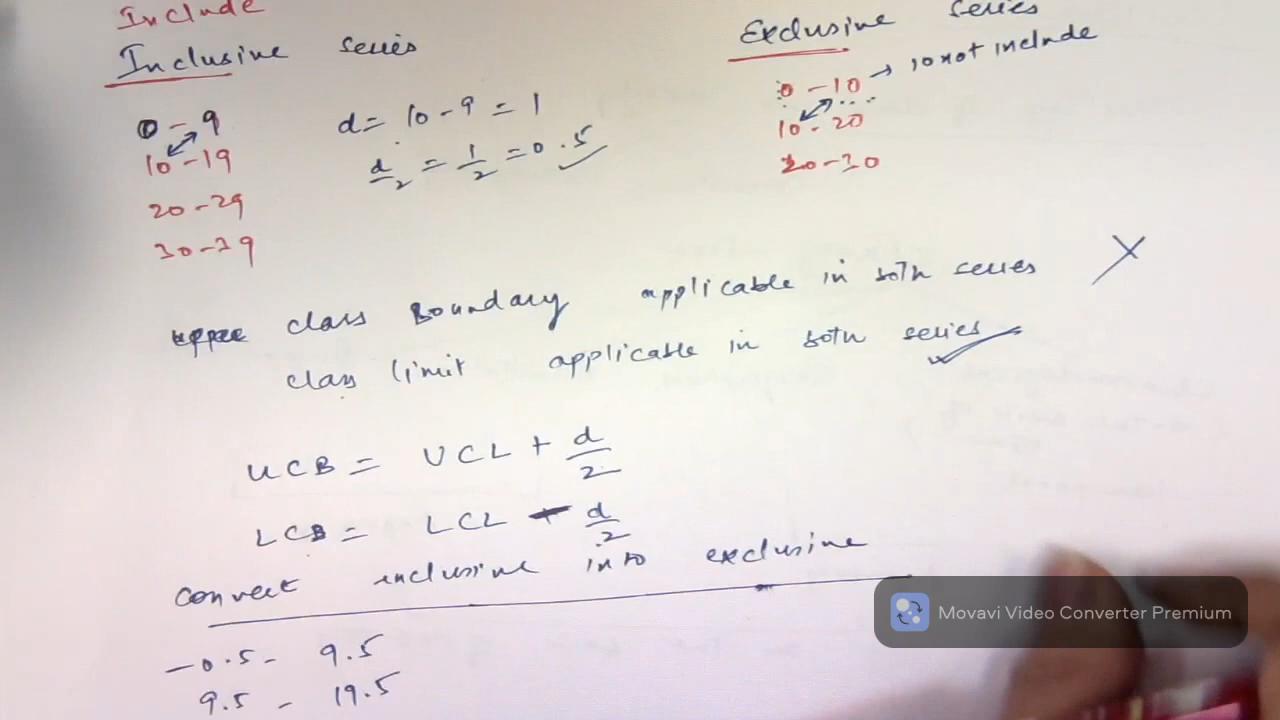 Include
Inclusive series
0 - 9
10 - 19
20 - 29
30 - 39
d = 10 - 9 = 1
d/2 = 1/2 = 0.5
Exclusive series
0 - 10 → 10 not include
10 - 20
20 - 30
class Boundary applicable in both series X
class limit applicable in both series ✓
UCB = UCL + d/2
LCB = LCL - d/2
convert inclusive into exclusive
-0.5 - 9.5
9.5 - 19.5
Movavi Video Converter Premium